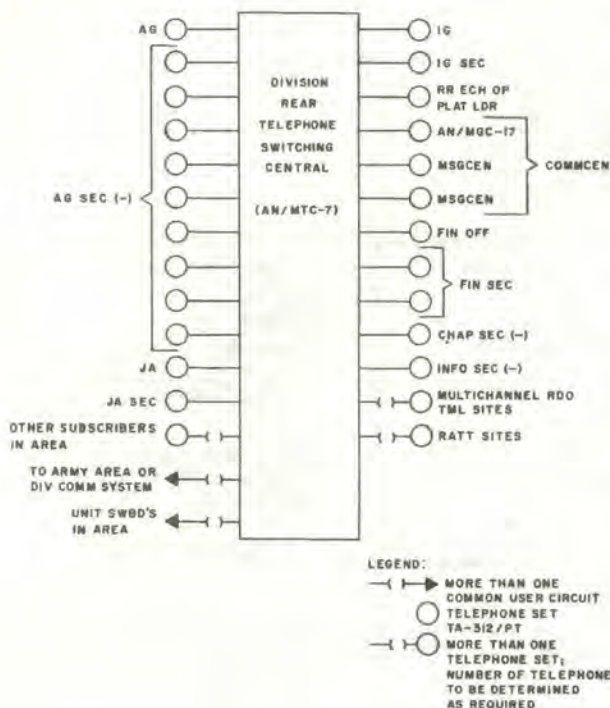 AG
AG SEC (-)
JA
JA SEC
OTHER SUBSCRIBERS
IN AREA
TO ARMY AREA OR
DIV COMM SYSTEM
UNIT SWBD'S
IN AREA
DIVISION
REAR
TELEPHONE
SWITCHING
CENTRAL
(AN/MTC-7)
IG
IG SEC
RR ECH OP
PLAT LDR
AN/MGC-17
MSGCEN
MSGCEN
COMMCEN
FIN OFF
FIN SEC
CHAP SEC (-)
INFO SEC (-)
MULTICHANNEL RDO
TML SITES
RATT SITES
LEGEND:
MORE THAN ONE
COMMON USER CIRCUIT
TELEPHONE SET
TA-312/PT
MORE THAN ONE
TELEPHONE SET;
NUMBER OF TELEPHONE
TO BE DETERMINED
AS REQUIRED